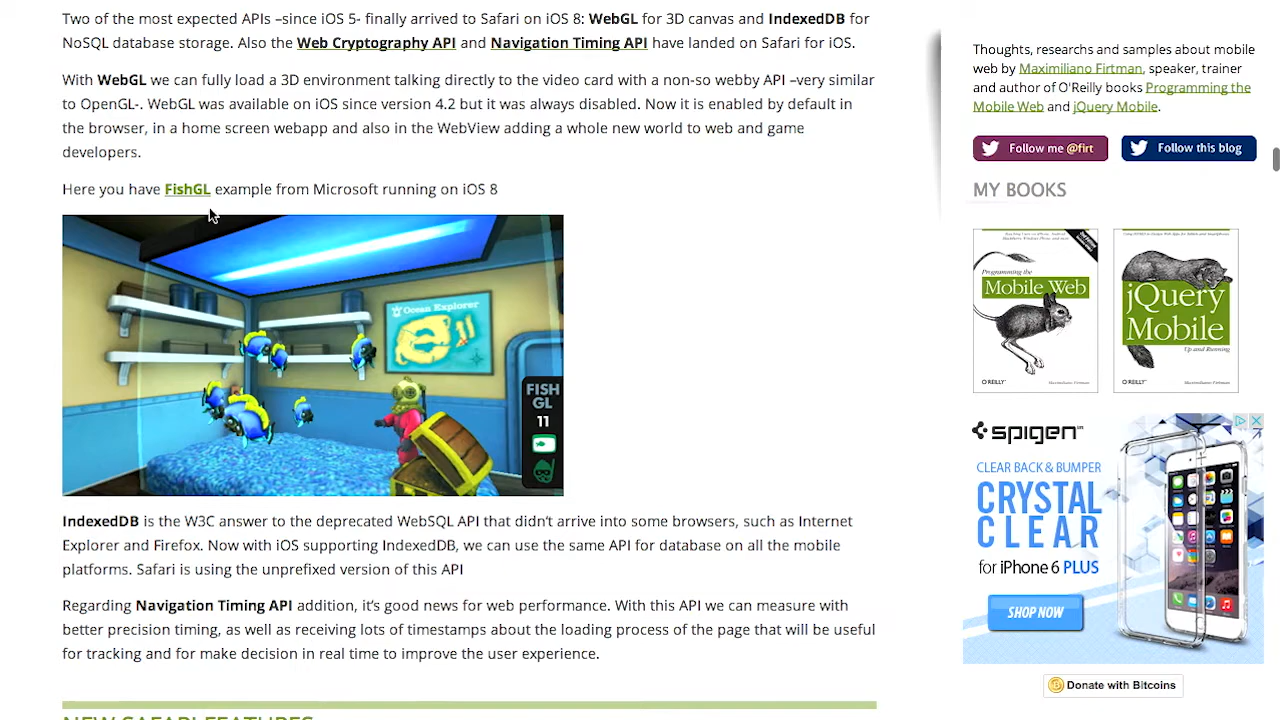 Two of the most expected APIs –since iOS 5- finally arrived to Safari on iOS 8: WebGL for 3D canvas and IndexedDB for
NoSQL database storage. Also the Web Cryptography API and Navigation Timing API have landed on Safari for iOS.
With WebGL we can fully load a 3D environment talking directly to the video card with a non-so webby API –very similar
to OpenGL-. WebGL was available on iOS since version 4.2 but it was always disabled. Now it is enabled by default in
the browser, in a home screen webapp and also in the WebView adding a whole new world to web and game
developers.
Here you have FishGL example from Microsoft running on iOS 8
Ocean Explorer
FISH
GL
11
IndexedDB is the W3C answer to the deprecated WebSQL API that didn't arrive into some browsers, such as Internet
Explorer and Firefox. Now with iOS supporting IndexedDB, we can use the same API for database on all the mobile
platforms. Safari is using the unprefixed version of this API
Regarding Navigation Timing API addition, it's good news for web performance. With this API we can measure with
better precision timing, as well as receiving lots of timestamps about the loading process of the page that will be useful
for tracking and for make decision in real time to improve the user experience.
NEW SAFARI FEATURES
Thoughts, researchs and samples about mobile
web by Maximiliano Firtman, speaker, trainer
and author of O'Reilly books Programming the
Mobile Web and jQuery Mobile.
Follow me @firt
Follow this blog
MY BOOKS
Programming the
Mobile Web
O'REILLY
Maximiliano Firtman
jQuery
Mobile
Up and Running
O'REILLY
Maximiliano Firtman
spigen
CLEAR BACK & BUMPER
CRYSTAL
CLEAR
for iPhone 6 PLUS
SHOP NOW
Donate with Bitcoins